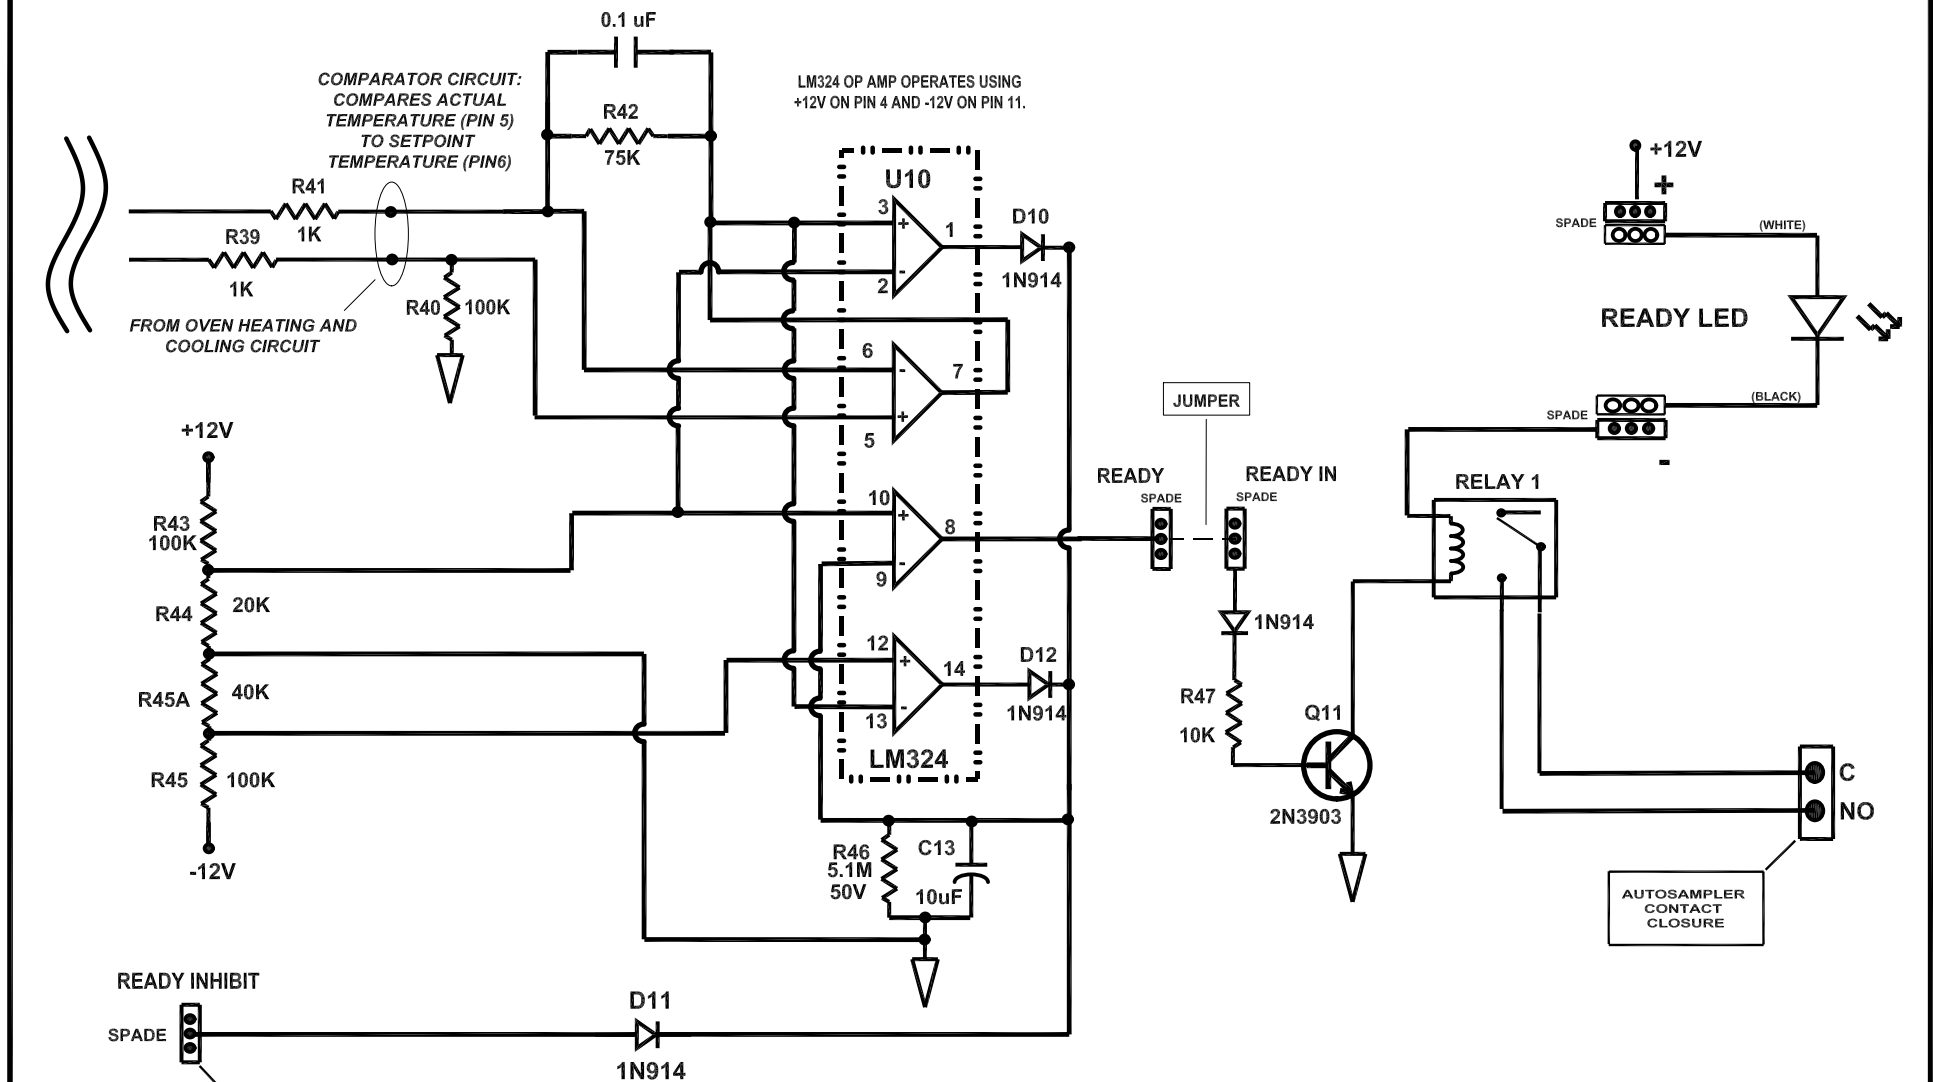 0.1 uF
COMPARATOR CIRCUIT:
COMPARES ACTUAL
TEMPERATURE (PIN 5)
TO SETPOINT
TEMPERATURE (PIN6)
R42
75K
LM324 OP AMP OPERATES USING
+12V ON PIN 4 AND -12V ON PIN 11.
R41
1K
R39
1K
R40
100K
FROM OVEN HEATING AND
COOLING CIRCUIT
U10
3
+
1
-
2
D10
1N914
6
-
7
+
5
10
+
8
-
9
12
+
14
-
13
LM324
D12
1N914
+12V
R43
100K
R44
20K
R45A
40K
R45
100K
-12V
R46
5.1M
50V
C13
10uF
READY INHIBIT
SPADE
D11
1N914
JUMPER
READY
SPADE
READY IN
SPADE
1N914
R47
10K
Q11
2N3903
+12V
+
SPADE
(WHITE)
READY LED
(BLACK)
SPADE
-
RELAY 1
C
NO
AUTOSAMPLER
CONTACT
CLOSURE